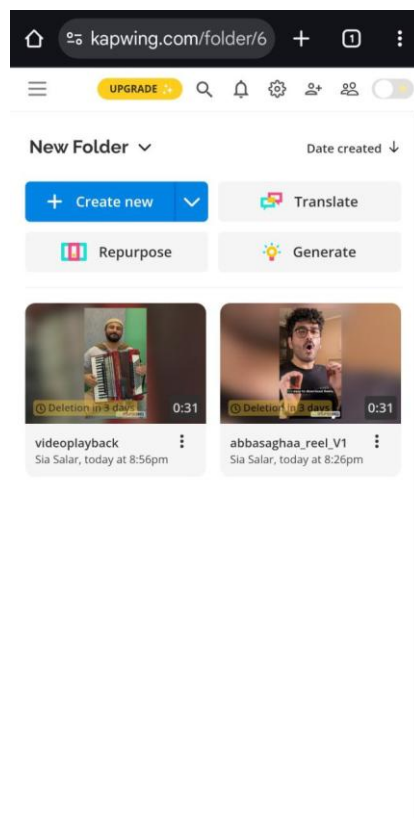 kapwing.com/folder/6
1
UPGRADE
New Folder
Date created
Create new
Translate
Repurpose
Generate
Deletion in 3 days
0:31
Deletion in 3 days
0:31
videoplayback
abbasaghaa_reel_V1
Sia Salar, today at 8:56pm
Sia Salar, today at 8:26pm